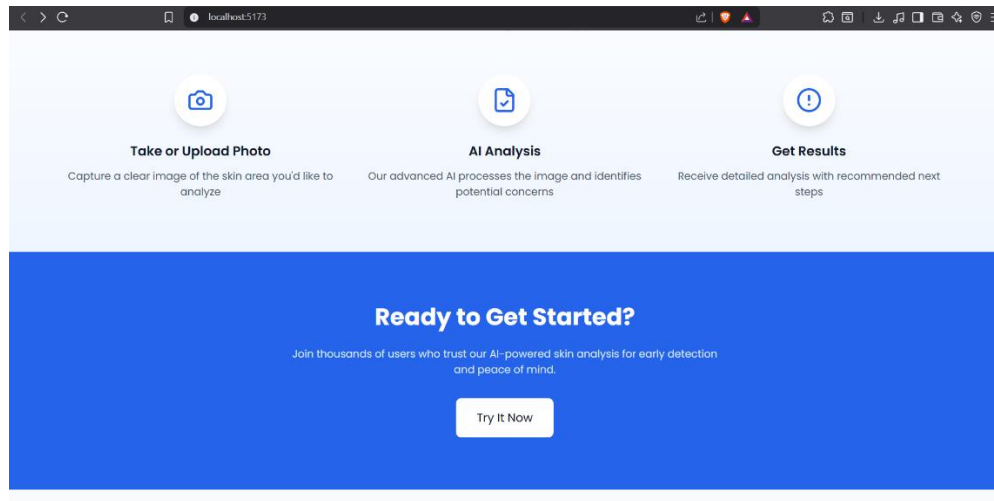 localhost:5173
Take or Upload Photo
Capture a clear image of the skin area you'd like to
analyze
AI Analysis
Our advanced AI processes the image and identifies
potential concerns
Get Results
Receive detailed analysis with recommended next
steps
Ready to Get Started?
Join thousands of users who trust our AI-powered skin analysis for early detection
and peace of mind.
Try It Now